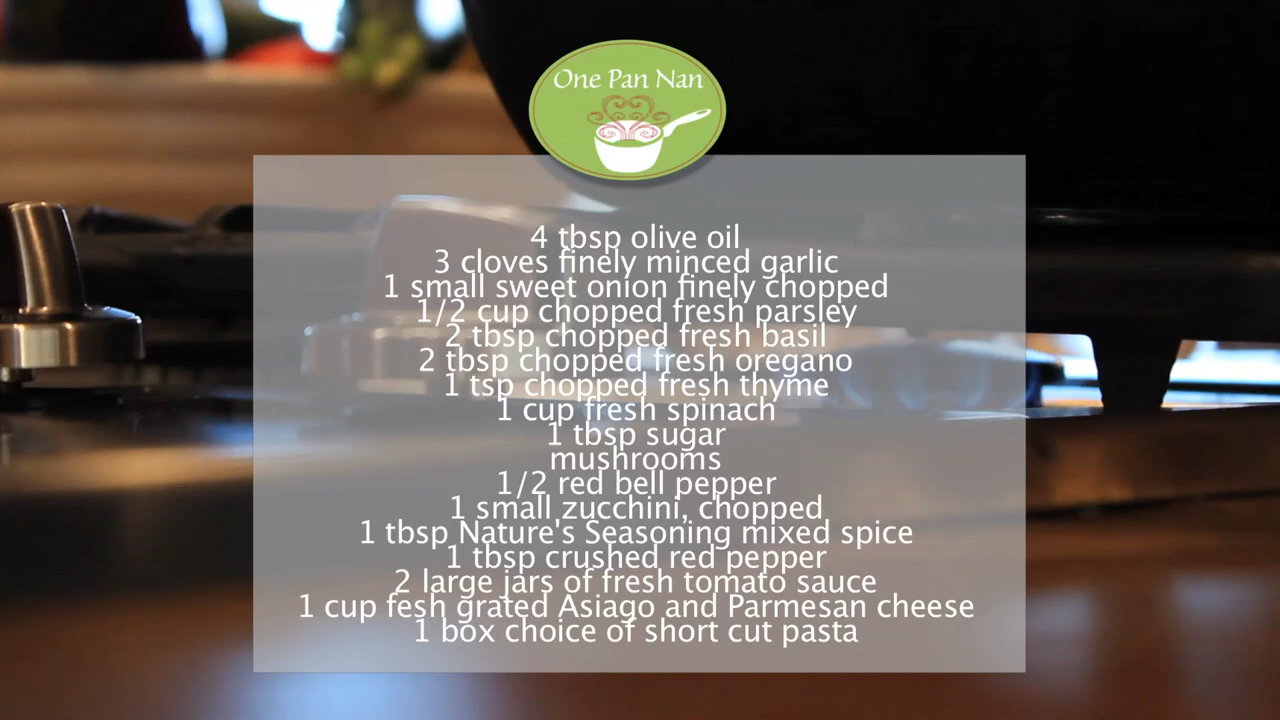 One Pan Nan
4 tbsp olive oil
3 cloves finely minced garlic
1 small sweet onion finely chopped
1/2 cup chopped fresh parsley
2 tbsp chopped fresh basil
2 tbsp chopped fresh oregano
1 tsp chopped fresh thyme
1 cup fresh spinach
1 tbsp sugar
mushrooms
1/2 red bell pepper
1 small zucchini, chopped
1 tbsp Nature's Seasoning mixed spice
1 tbsp crushed red pepper
2 large jars of fresh tomato sauce
1 cup fesh grated Asiago and Parmesan cheese
1 box choice of short cut pasta